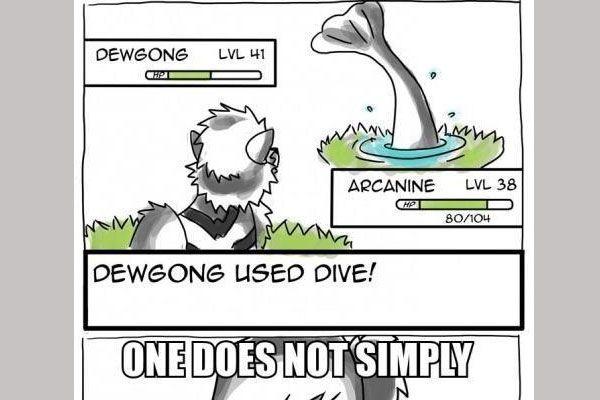 DEWGONG LVL 41
HP
ARCANINE LVL 38
HP
80/104
DEWGONG USED DIVE!
ONE DOES NOT SIMPLY